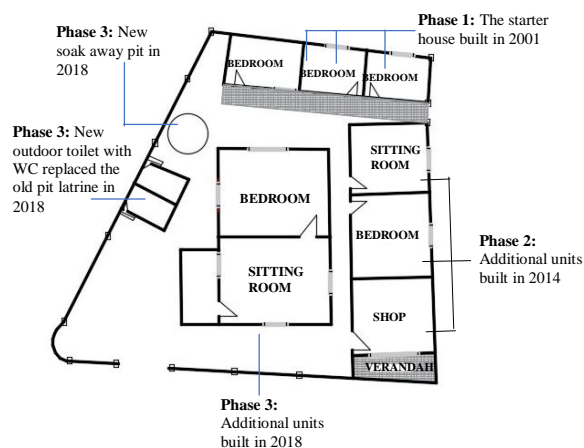 Phase 1: The starter
house built in 2001
Phase 3: New
soak away pit in
2018
BEDROOM
BEDROOM
BEDROOM
Phase 3: New
outdoor toilet with
WC replaced the
old pit latrine in
2018
SITTING
ROOM
BEDROOM
BEDROOM
Phase 2:
Additional units
built in 2014
SITTING
ROOM
SHOP
VERANDAH
Phase 3:
Additional units
built in 2018